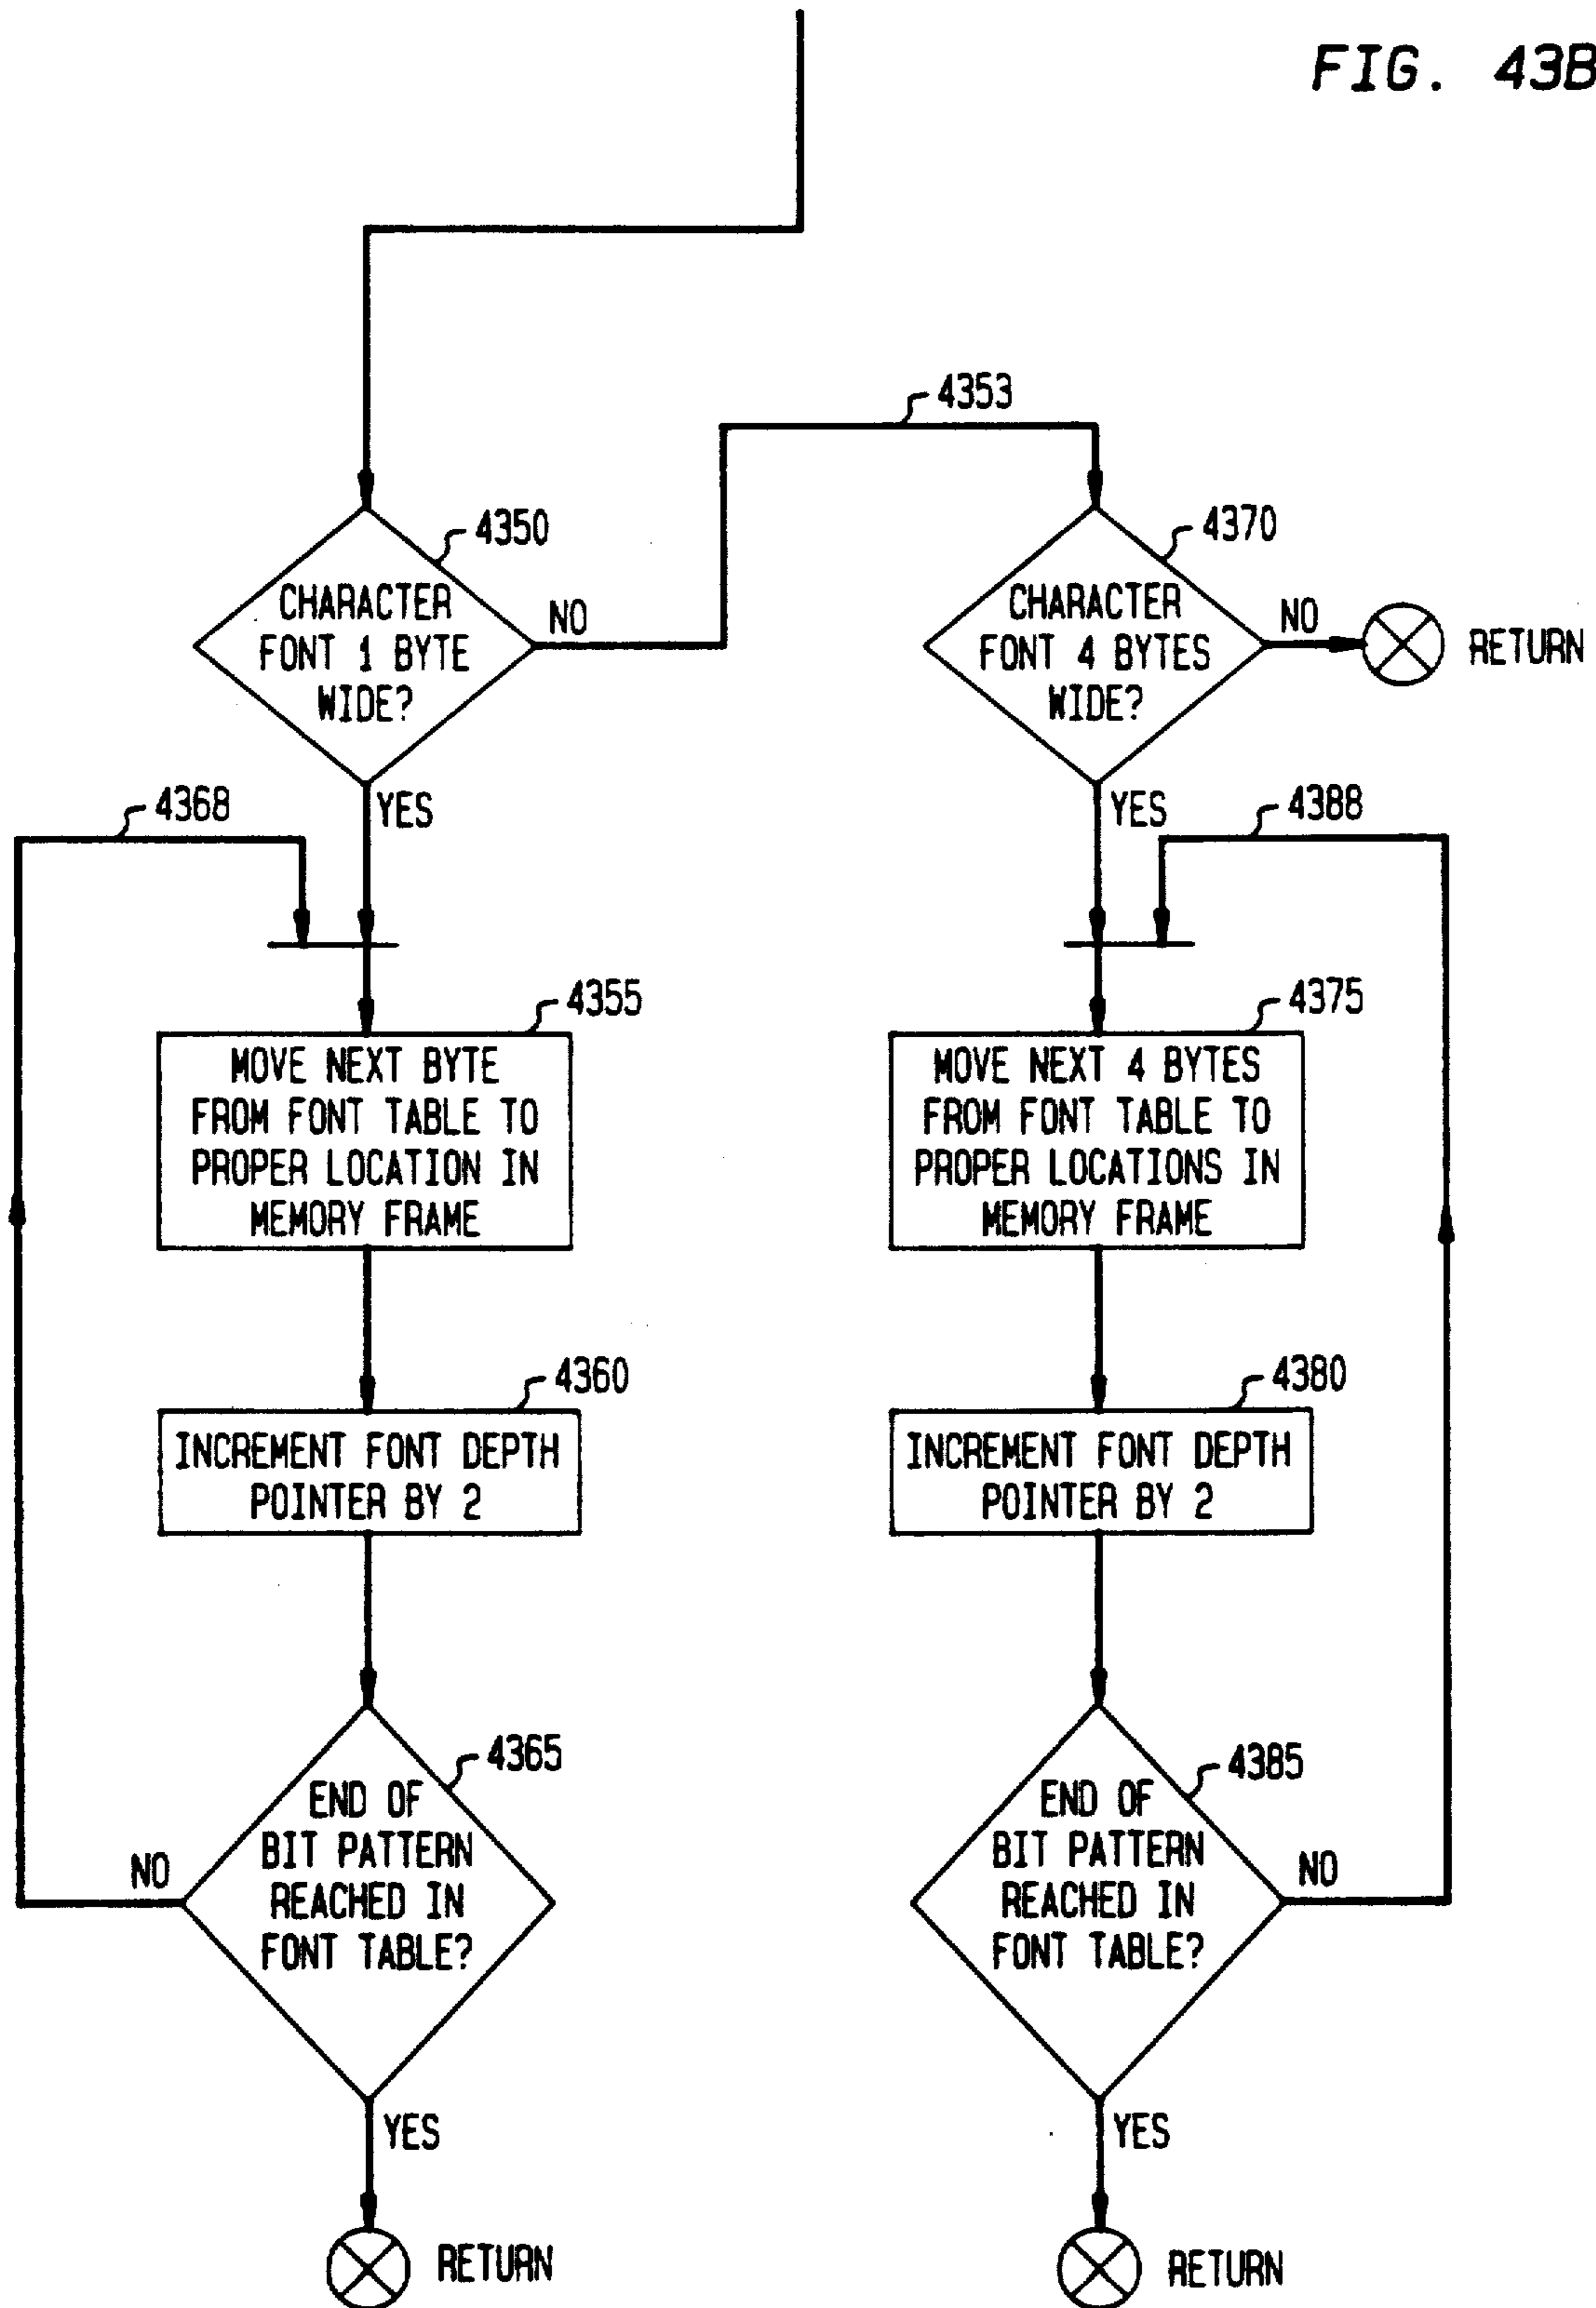 FIG. 43B
4353
4350
CHARACTER
FONT 1 BYTE
WIDE?
NO
YES
4370
CHARACTER
FONT 4 BYTES
WIDE?
NO
RETURN
YES
4368
4388
4355
MOVE NEXT BYTE
FROM FONT TABLE TO
PROPER LOCATION IN
MEMORY FRAME
4375
MOVE NEXT 4 BYTES
FROM FONT TABLE TO
PROPER LOCATIONS IN
MEMORY FRAME
4360
INCREMENT FONT DEPTH
POINTER BY 2
4380
INCREMENT FONT DEPTH
POINTER BY 2
4365
END OF
BIT PATTERN
REACHED IN
FONT TABLE?
NO
YES
RETURN
4385
END OF
BIT PATTERN
REACHED IN
FONT TABLE?
NO
YES
RETURN